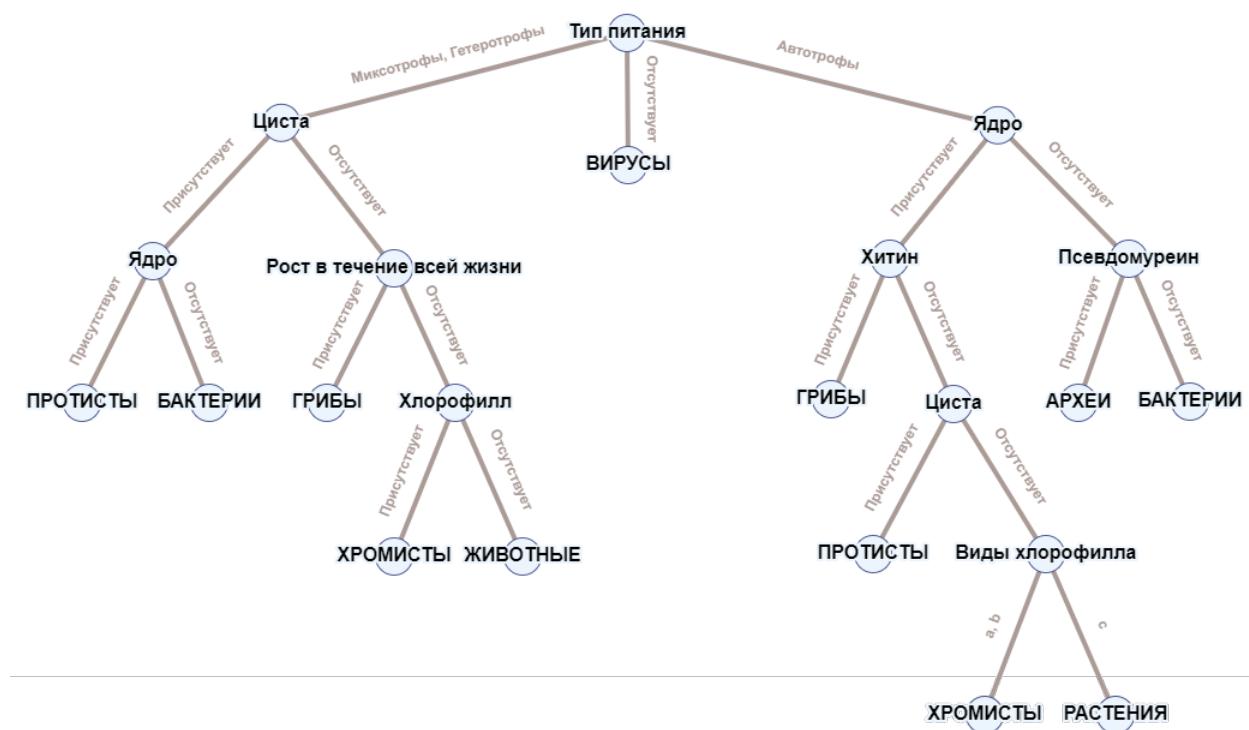 Тип питания
Миксотрофы, Гетеротрофы
Отсутствует
Автотрофы
Циста
ВИРУСЫ
Ядро
Присутствует
Отсутствует
Присутствует
Отсутствует
Ядро
Рост в течение всей жизни
Хитин
Псевдомуреин
Присутствует
Отсутствует
Присутствует
Отсутствует
Присутствует
Отсутствует
Присутствует
Отсутствует
ПРОТИСТЫ
БАКТЕРИИ
ГРИБЫ
Хлорофилл
ГРИБЫ
Циста
АРХЕИ
БАКТЕРИИ
Присутствует
Отсутствует
Присутствует
Отсутствует
ХРОМИСТЫ
ЖИВОТНЫЕ
ПРОТИСТЫ
Виды хлорофилла
a, b
c
ХРОМИСТЫ
РАСТЕНИЯ